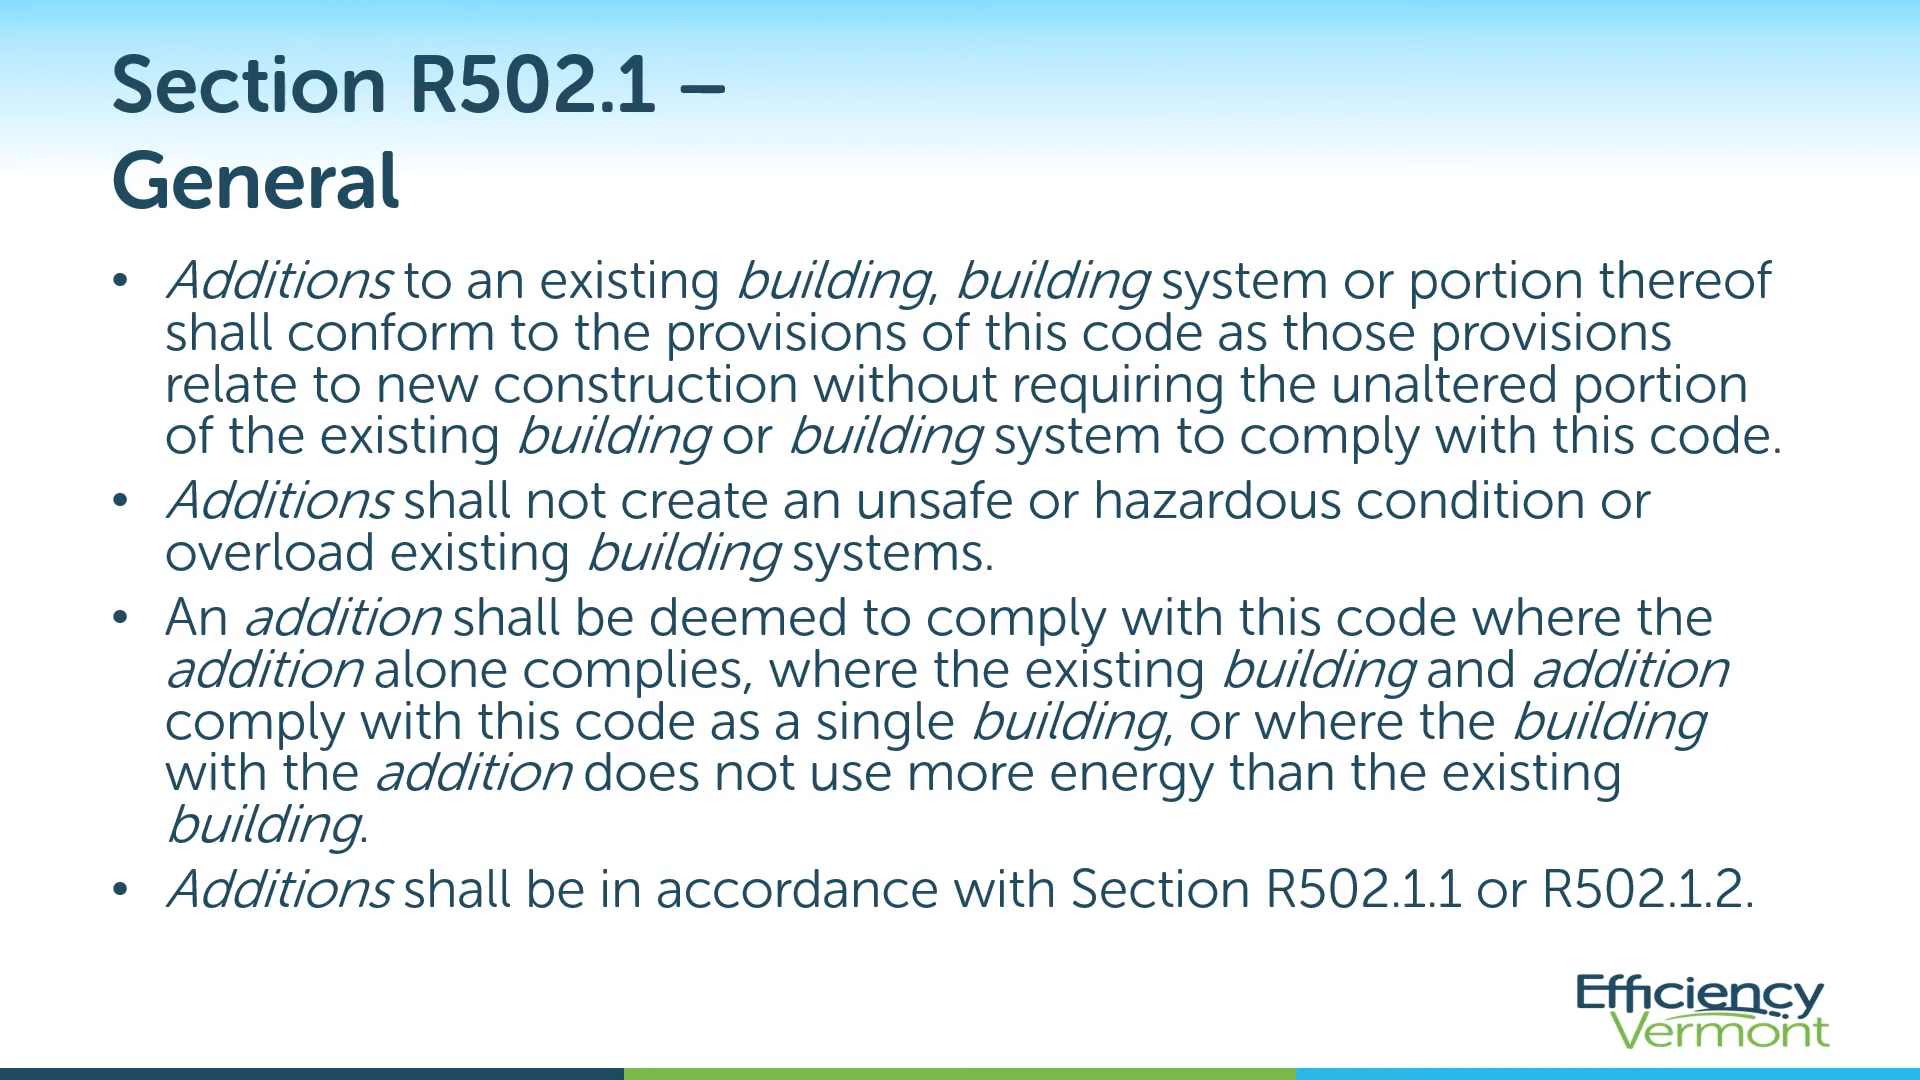 Section R502.1 –
General
• Additions to an existing building, building system or portion thereof
shall conform to the provisions of this code as those provisions
relate to new construction without requiring the unaltered portion
of the existing building or building system to comply with this code.
• Additions shall not create an unsafe or hazardous condition or
overload existing building systems.
• An addition shall be deemed to comply with this code where the
addition alone complies, where the existing building and addition
comply with this code as a single building, or where the building
with the addition does not use more energy than the existing
building.
• Additions shall be in accordance with Section R502.1.1 or R502.1.2.
Efficiency
Vermont